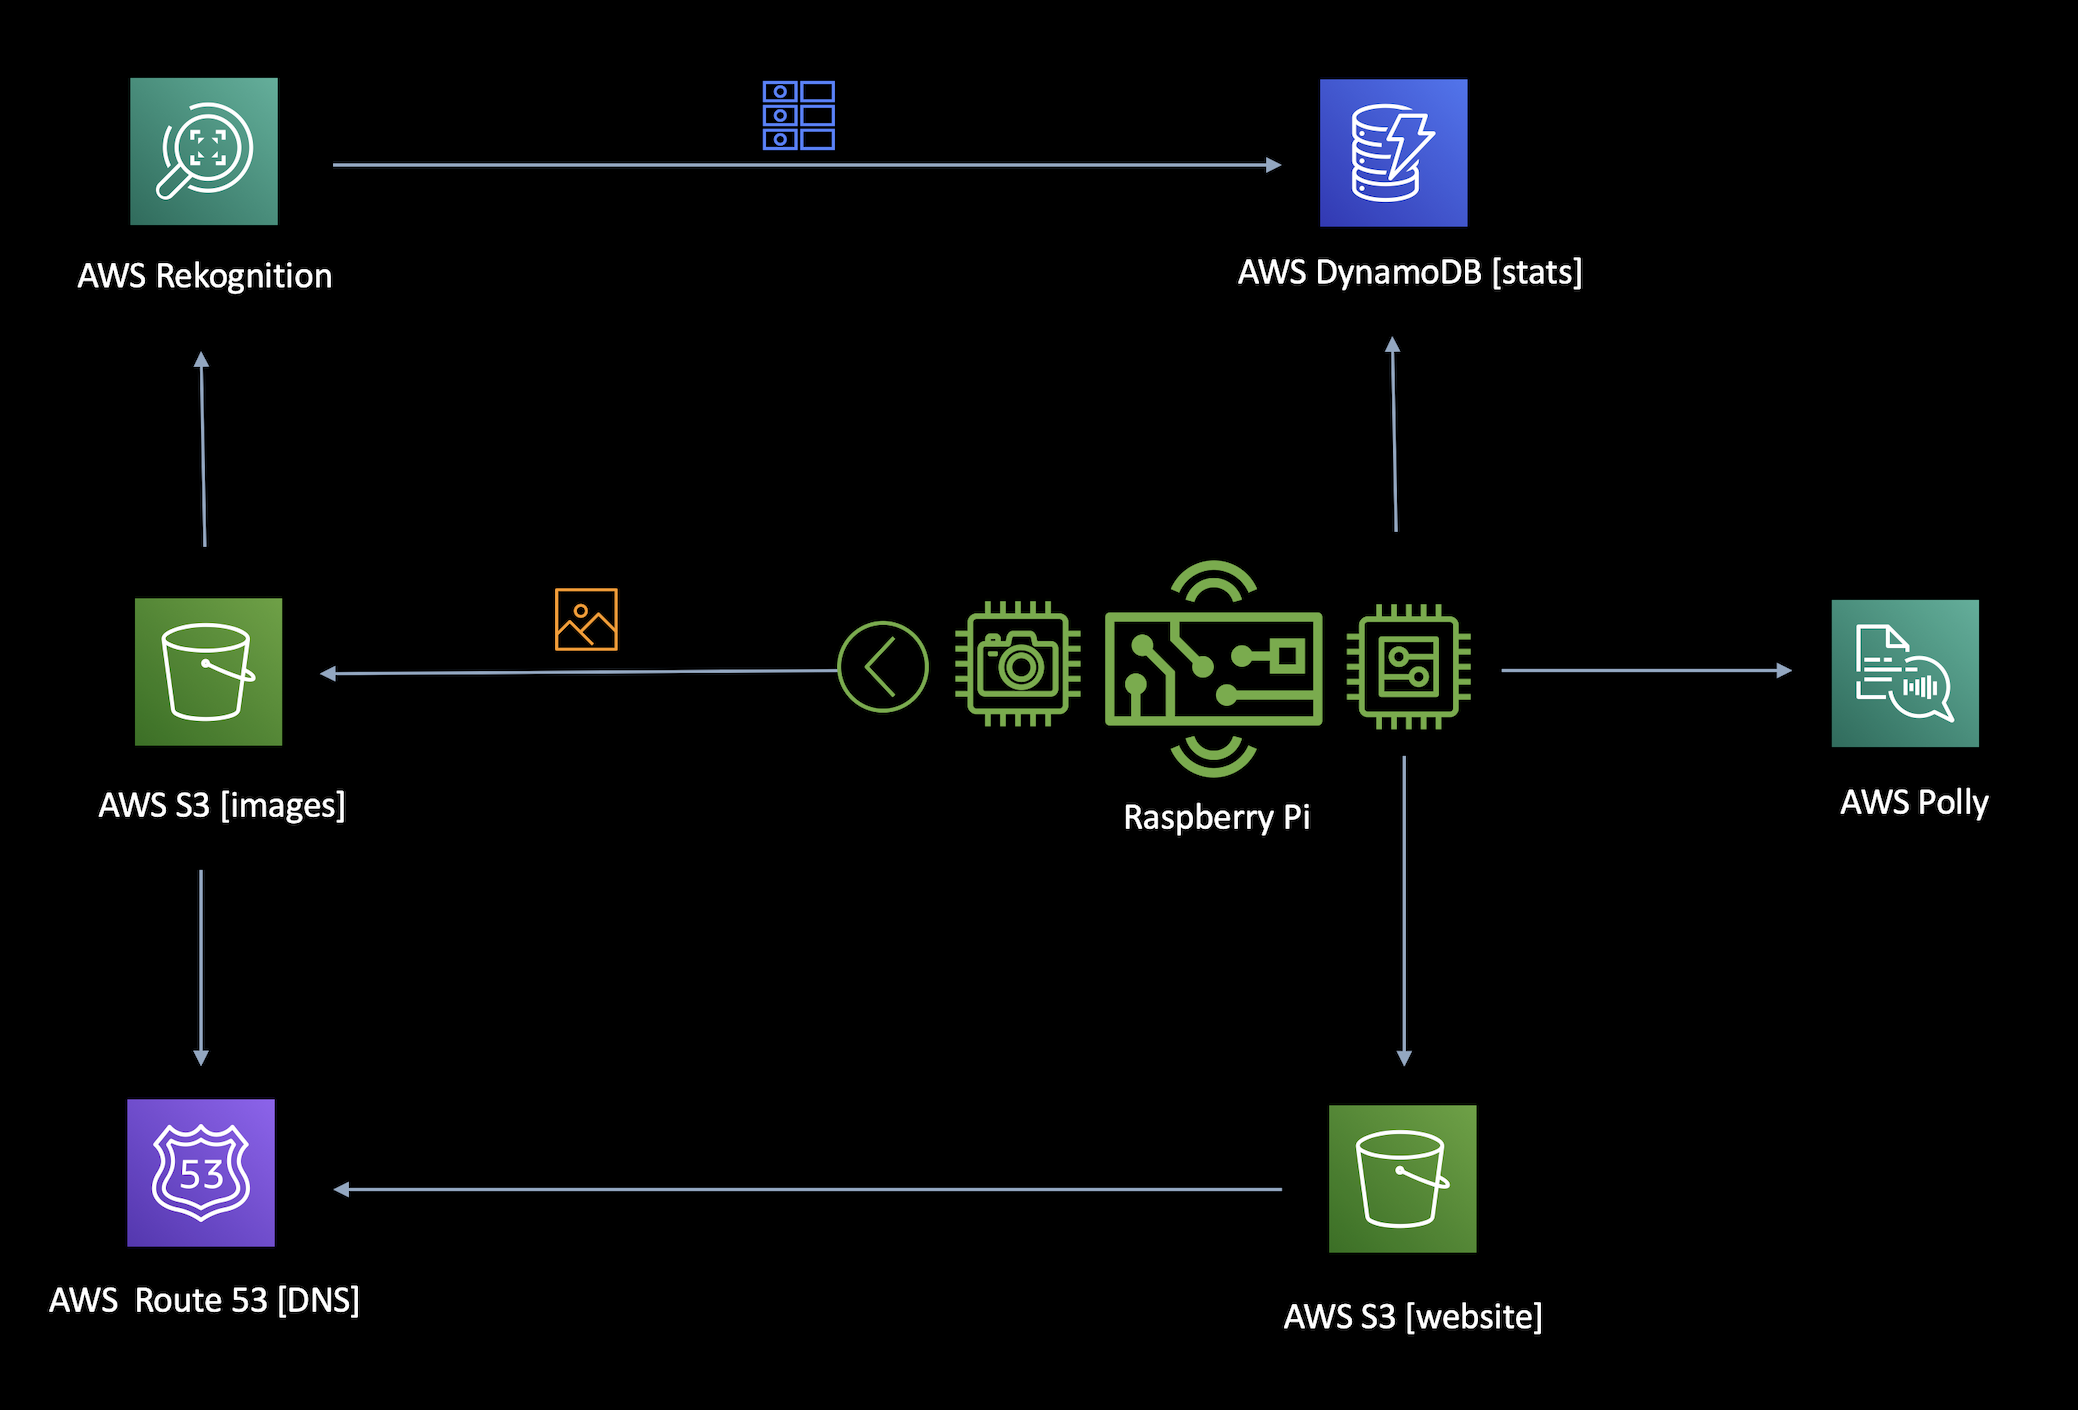 AWS Rekognition
AWS DynamoDB [stats]
AWS S3 [images]
Raspberry Pi
AWS Polly
53
AWS  Route 53 [DNS]
AWS S3 [website]